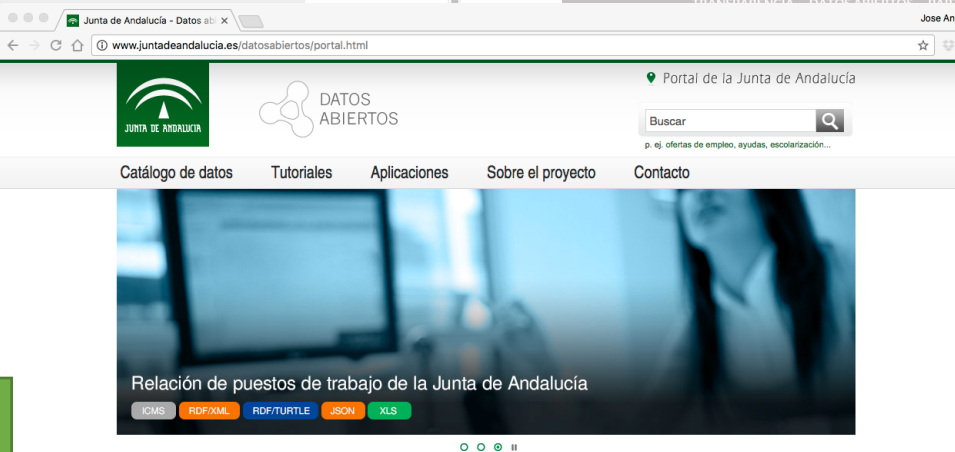 Junta de Andalucía - Datos abi
Jose An
www.juntadeandalucia.es/datosabiertos/portal.html
JUNTA DE ANDALUCIA
DATOS
ABIERTOS
Portal de la Junta de Andalucía
Buscar
p. ej. ofertas de empleo, ayudas, escolarización...
Catálogo de datos Tutoriales Aplicaciones Sobre el proyecto Contacto
Relación de puestos de trabajo de la Junta de Andalucía
ICMS RDF/XML RDF/TURTLE JSON XLS